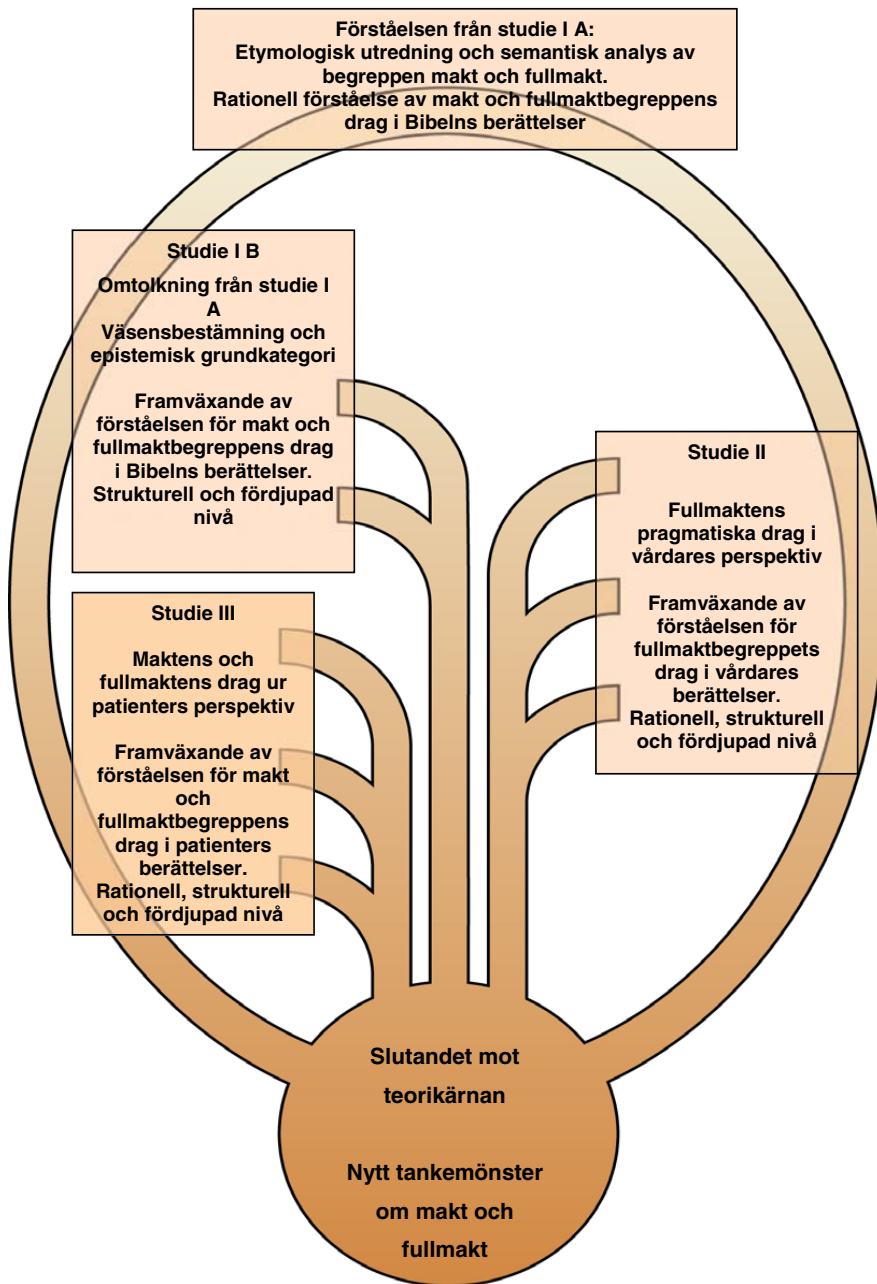 Förståelsen från studie I A:
Etymologisk utredning och semantisk analys av
begreppen makt och fullmakt.
Rationell förståelse av makt och fullmaktbegreppens
drag i Bibelns berättelser
Studie I B
Omtolkning från studie I
A
Väsensbestämning och
epistemisk grundkategori
Framväxande av
förståelsen för makt och
fullmaktbegreppens drag
i Bibelns berättelser.
Strukturell och fördjupad
nivå
Studie II
Fullmaktens
pragmatiska drag i
vårdares perspektiv
Framväxande av
förståelsen för
fullmaktbegreppets
drag i vårdares
berättelser.
Rationell, strukturell
och fördjupad nivå
Studie III
Maktens och
fullmaktens drag ur
patienters perspektiv
Framväxande av
förståelsen för makt
och
fullmaktbegreppens
drag i patienters
berättelser.
Rationell, strukturell
och fördjupad nivå
Slutandet mot
teorikärnan
Nytt tankemönster
om makt och
fullmakt